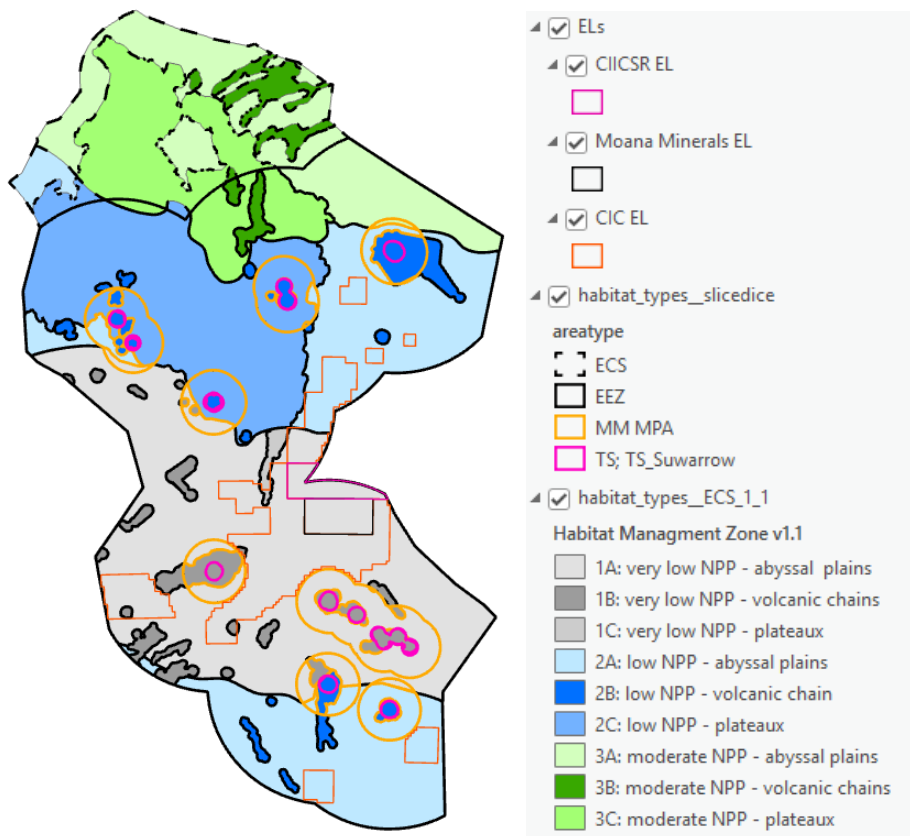 ELs
CIICSR EL
Moana Minerals EL
CIC EL
habitat_types__slicedice
areatype
ECS
EEZ
MM MPA
TS; TS_Suwarrow
habitat_types__ECS_1_1
Habitat Managment Zone v1.1
1A: very low NPP - abyssal  plains
1B: very low NPP - volcanic chains
1C: very low NPP - plateaux
2A: low NPP - abyssal plains
2B: low NPP - volcanic chain
2C: low NPP - plateaux
3A: moderate NPP - abyssal plains
3B: moderate NPP - volcanic chains
3C: moderate NPP - plateaux